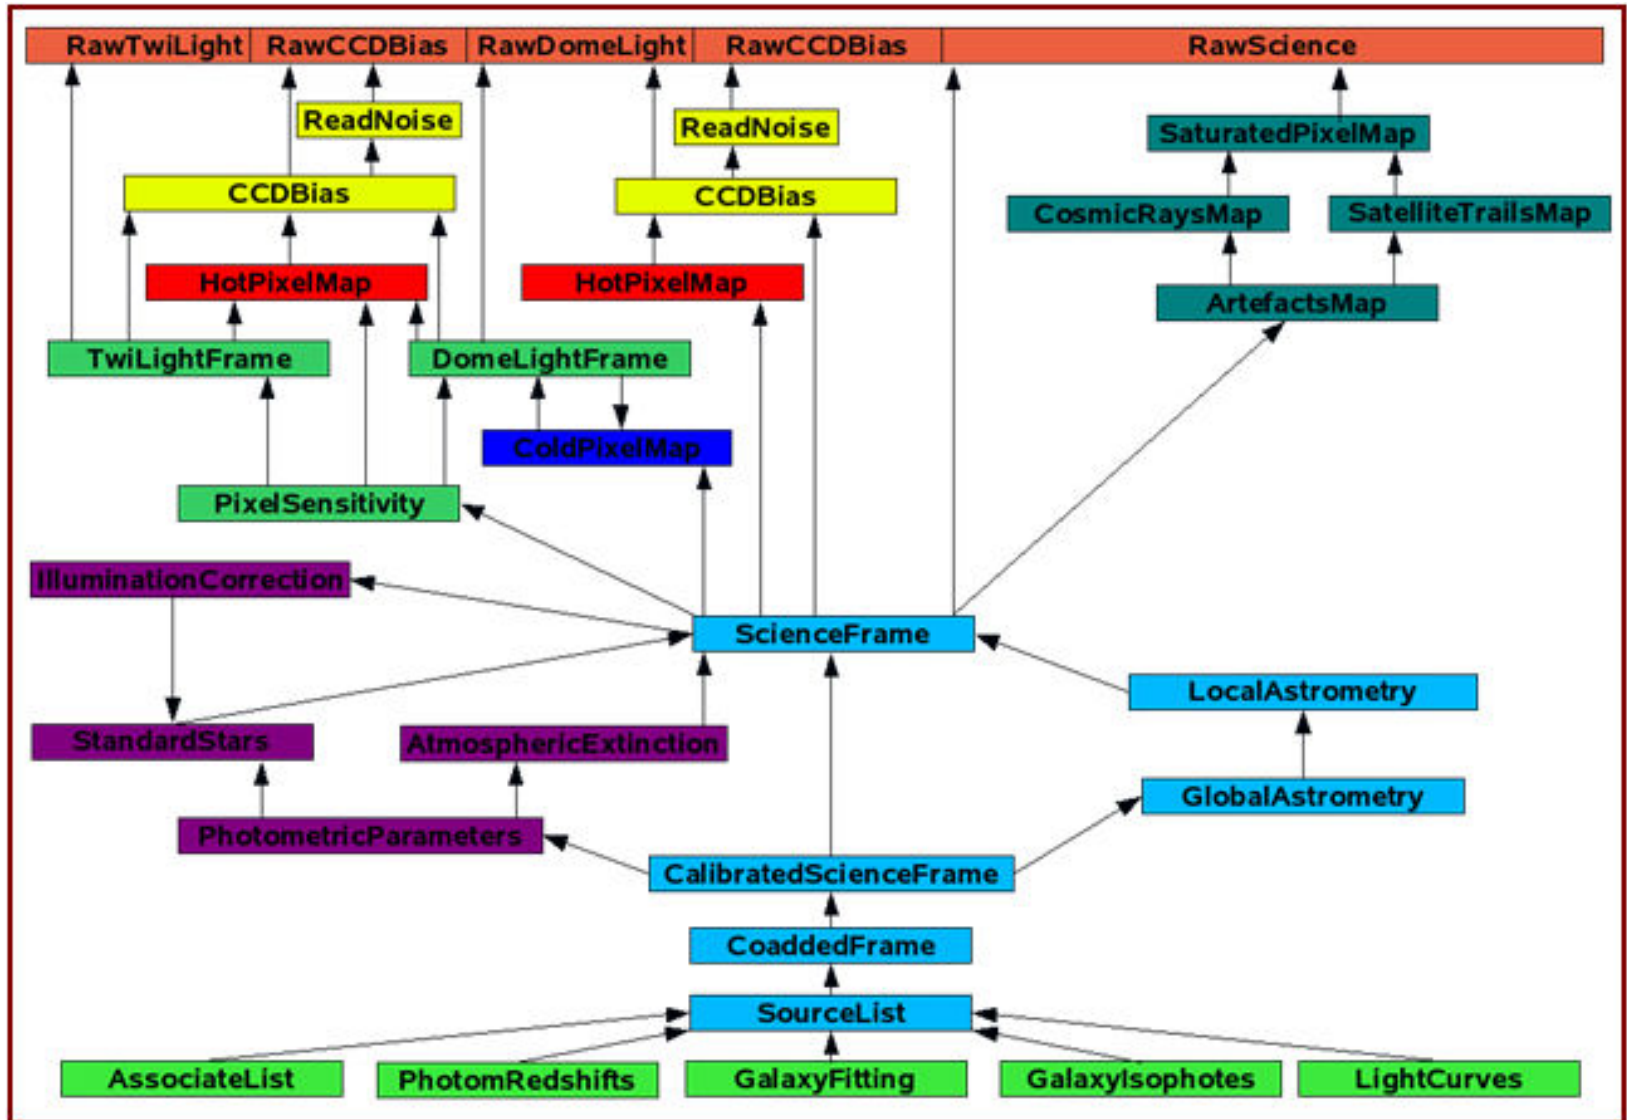 RawTwiLight RawCCDBias RawDomeLight RawCCDBias RawScience
ReadNoise ReadNoise SaturatedPixelMap
CCDBias CCDBias CosmicRaysMap SatelliteTrailsMap
HotPixelMap HotPixelMap ArtefactsMap
TwiLightFrame DomeLightFrame
ColdPixelMap
PixelSensitivity
IlluminationCorrection
ScienceFrame
LocalAstrometry
StandardStars AtmosphericExtinction
GlobalAstrometry
PhotometricParameters
CalibratedScienceFrame
CoaddedFrame
SourceList
AssociateList PhotomRedshifts GalaxyFitting GalaxyIsophotes LightCurves